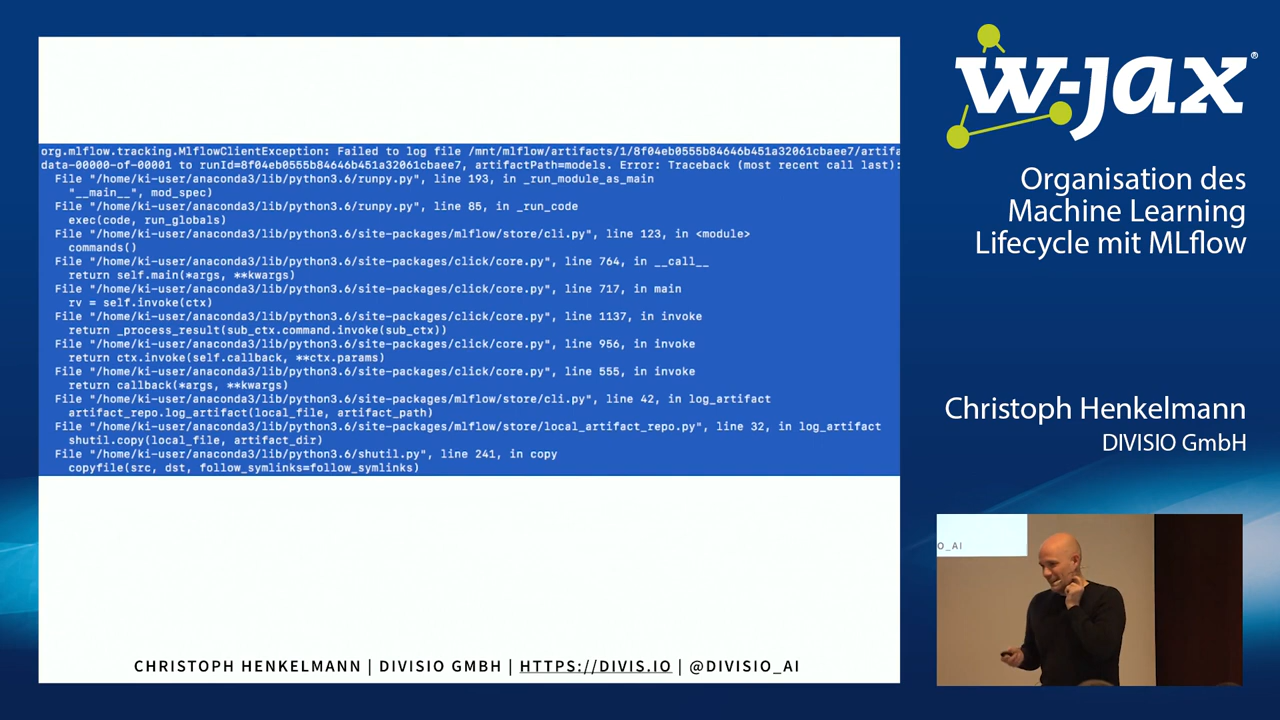 org.mlflow.tracking.MlflowClientException: Failed to log file /mnt/mlflow/artifacts/1/8f04eb0555b84646b451a32061cbaee7/artifa
data-00000-of-00001 to runId=8f04eb0555b84646b451a32061cbaee7, artifactPath=models. Error: Traceback (most recent call last):
File "/home/ki-user/anaconda3/lib/python3.6/runpy.py", line 193, in _run_module_as_main
"__main__", mod_spec)
File "/home/ki-user/anaconda3/lib/python3.6/runpy.py", line 85, in _run_code
exec(code, run_globals)
File "/home/ki-user/anaconda3/lib/python3.6/site-packages/mlflow/store/cli.py", line 123, in <module>
commands()
File "/home/ki-user/anaconda3/lib/python3.6/site-packages/click/core.py", line 764, in __call__
return self.main(*args, **kwargs)
File "/home/ki-user/anaconda3/lib/python3.6/site-packages/click/core.py", line 717, in main
rv = self.invoke(ctx)
File "/home/ki-user/anaconda3/lib/python3.6/site-packages/click/core.py", line 1137, in invoke
return _process_result(sub_ctx.command.invoke(sub_ctx))
File "/home/ki-user/anaconda3/lib/python3.6/site-packages/click/core.py", line 956, in invoke
return ctx.invoke(self.callback, **ctx.params)
File "/home/ki-user/anaconda3/lib/python3.6/site-packages/click/core.py", line 555, in invoke
return callback(*args, **kwargs)
File "/home/ki-user/anaconda3/lib/python3.6/site-packages/mlflow/store/cli.py", line 42, in log_artifact
artifact_repo.log_artifact(local_file, artifact_path)
File "/home/ki-user/anaconda3/lib/python3.6/site-packages/mlflow/store/local_artifact_repo.py", line 32, in log_artifact
shutil.copy(local_file, artifact_dir)
File "/home/ki-user/anaconda3/lib/python3.6/shutil.py", line 241, in copy
copyfile(src, dst, follow_symlinks=follow_symlinks)
CHRISTOPH HENKELMANN | DIVISIO GMBH | HTTPS://DIVIS.IO | @DIVISIO_AI
w-jax®
Organisation des
Machine Learning
Lifecycle mit MLflow
Christoph Henkelmann
DIVISIO GmbH
O_AI